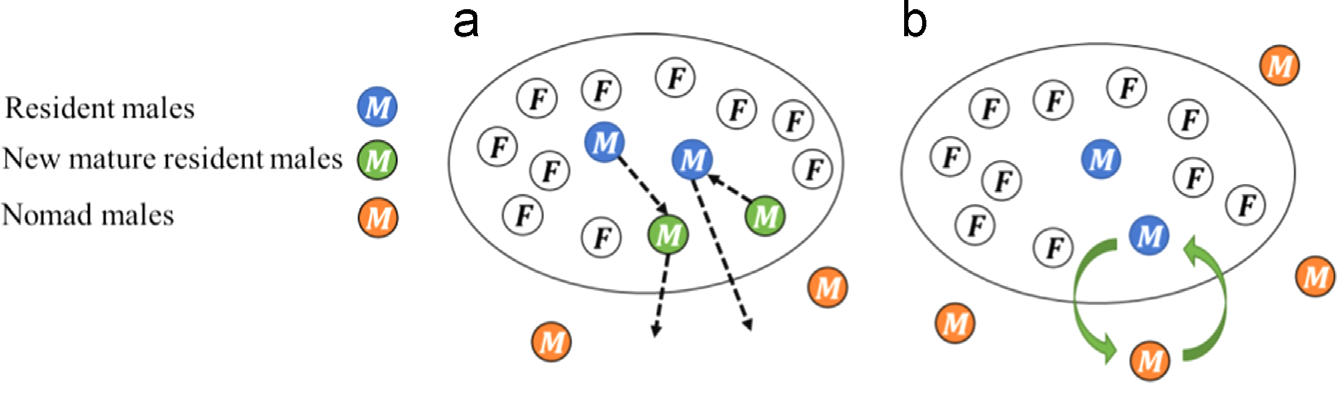 a
b
Resident males M
New mature resident males M
Nomad males M
F F F F F F F F F F
M M M M
M M
F F F F F F F F F F
M M M M M M